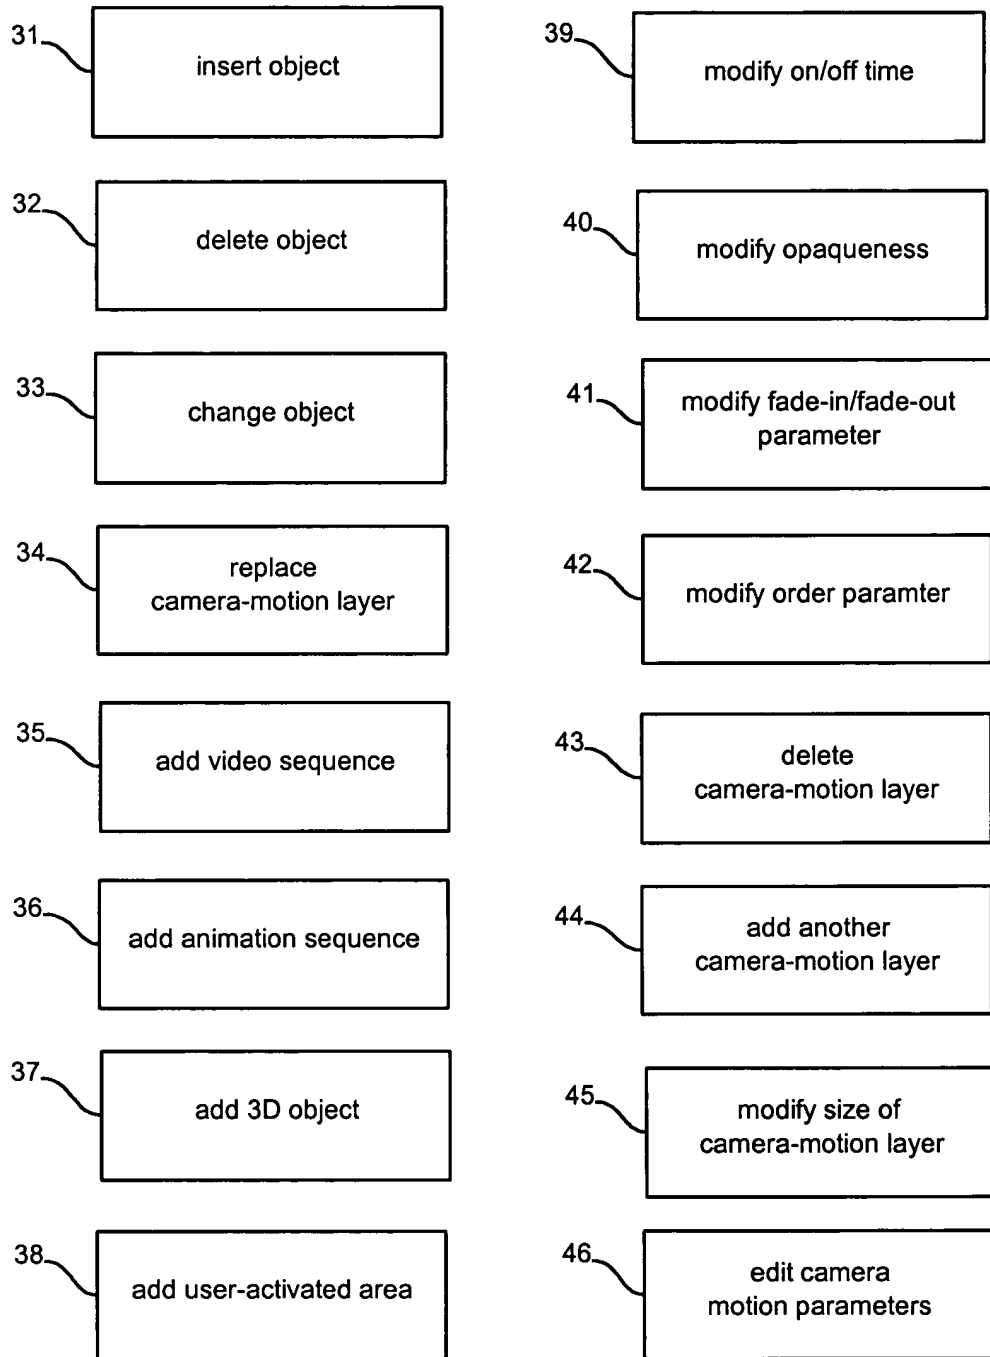 31
insert object
32
delete object
33
change object
34
replace
camera-motion layer
35
add video sequence
36
add animation sequence
37
add 3D object
38
add user-activated area
39
modify on/off time
40
modify opaqueness
41
modify fade-in/fade-out
parameter
42
modify order paramter
43
delete
camera-motion layer
44
add another
camera-motion layer
45
modify size of
camera-motion layer
46
edit camera
motion parameters